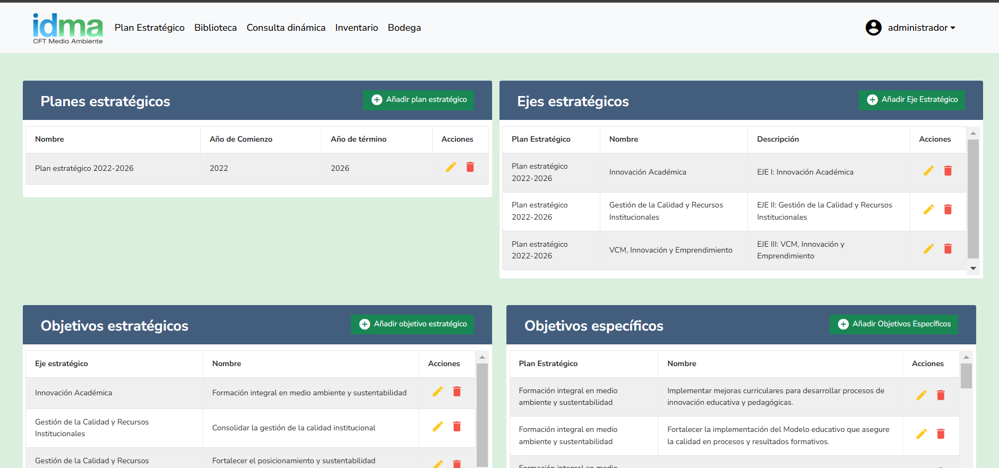 idma
CFT Medio Ambiente
Plan Estratégico Biblioteca Consulta dinámica Inventario Bodega
administrador
Planes estratégicos
Añadir plan estratégico
Nombre Año de Comienzo Año de término Acciones
Plan estratégico 2022-2026 2022 2026
Ejes estratégicos
Añadir Eje Estratégico
Plan Estratégico Nombre Descripción Acciones
Plan estratégico
2022-2026
Innovación Académica
EJE I: Innovación Académica
Plan estratégico
2022-2026
Gestión de la Calidad y Recursos
Institucionales
EJE II: Gestión de la Calidad y Recursos
Institucionales
Plan estratégico
2022-2026
VCM, Innovación y Emprendimiento
EJE III: VCM, Innovación y
Emprendimiento
Objetivos estratégicos
Añadir objetivo estratégico
Eje estratégico Nombre Acciones
Innovación Académica
Formación integral en medio ambiente y sustentabilidad
Gestión de la Calidad y Recursos
Institucionales
Consolidar la gestión de la calidad institucional
Gestión de la Calidad y Recursos
Fortalecer el posicionamiento y sustentabilidad
Objetivos específicos
Añadir Objetivos Específicos
Plan Estratégico Nombre Acciones
Formación integral en medio
ambiente y sustentabilidad
Implementar mejoras curriculares para desarrollar procesos de
innovación educativa y pedagógicas.
Formación integral en medio
ambiente y sustentabilidad
Fortalecer la implementación del Modelo educativo que asegure
la calidad en procesos y resultados formativos.
Formación integral en medio